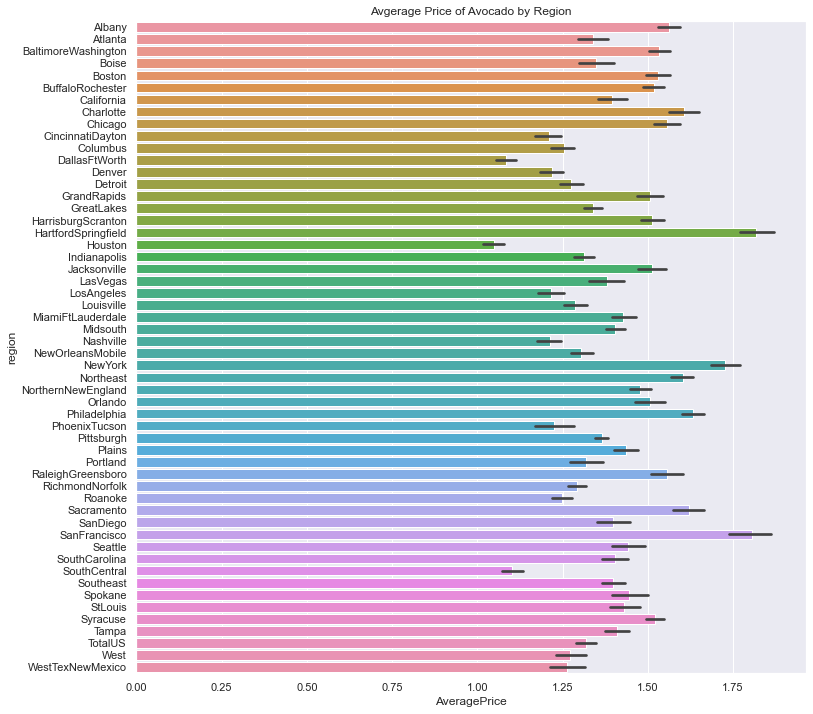 Avgerage Price of Avocado by Region
region
Albany
Atlanta
BaltimoreWashington
Boise
Boston
BuffaloRochester
California
Charlotte
Chicago
CincinnatiDayton
Columbus
DallasFtWorth
Denver
Detroit
GrandRapids
GreatLakes
HarrisburgScranton
HartfordSpringfield
Houston
Indianapolis
Jacksonville
LasVegas
LosAngeles
Louisville
MiamiFtLauderdale
Midsouth
Nashville
NewOrleansMobile
NewYork
Northeast
NorthernNewEngland
Orlando
Philadelphia
PhoenixTucson
Pittsburgh
Plains
Portland
RaleighGreensboro
RichmondNorfolk
Roanoke
Sacramento
SanDiego
SanFrancisco
Seattle
SouthCarolina
SouthCentral
Southeast
Spokane
StLouis
Syracuse
Tampa
TotalUS
West
WestTexNewMexico
0.00 0.25 0.50 0.75 1.00 1.25 1.50 1.75
AveragePrice